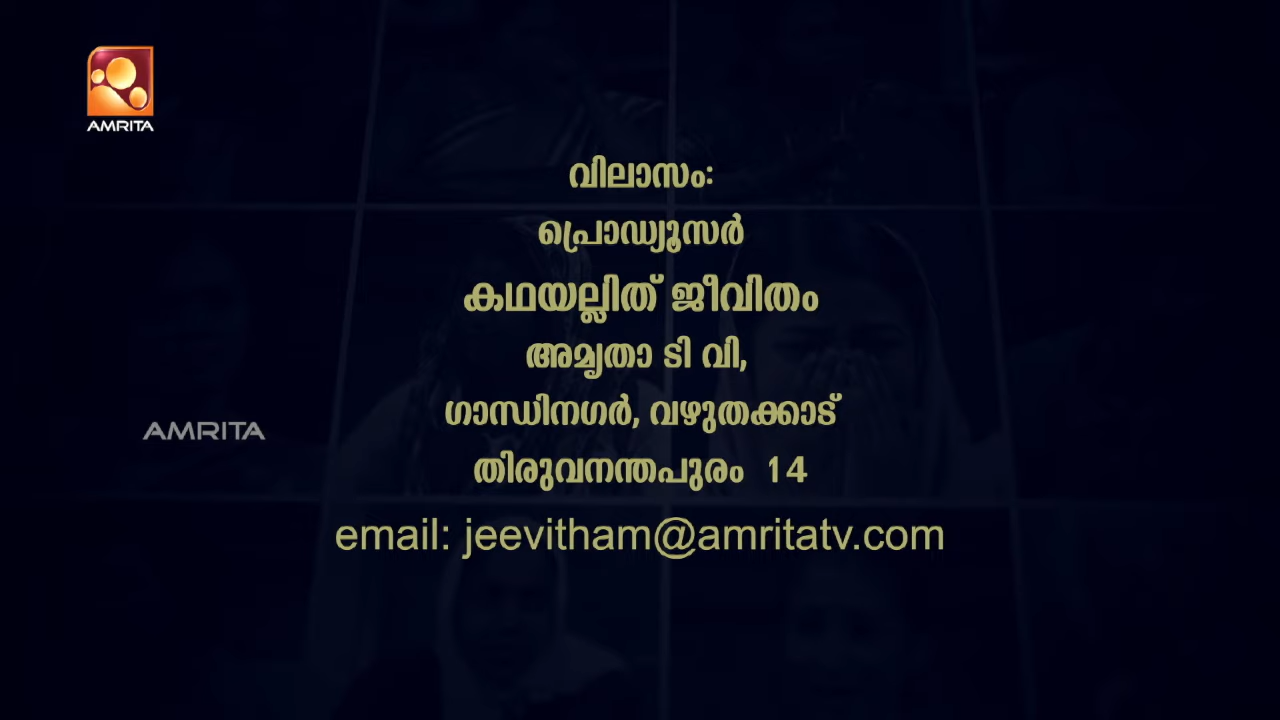 AMRITA
വിലാസം:
പ്രൊഡ്യൂസർ
കഥയല്ലിത് ജീവിതം
അമൃതാ ടി വി,
ഗാന്ധിനഗർ, വഴുതക്കാട്
AMRITA
തിരുവനന്തപുരം 14
email: jeevitham@amritatv.com